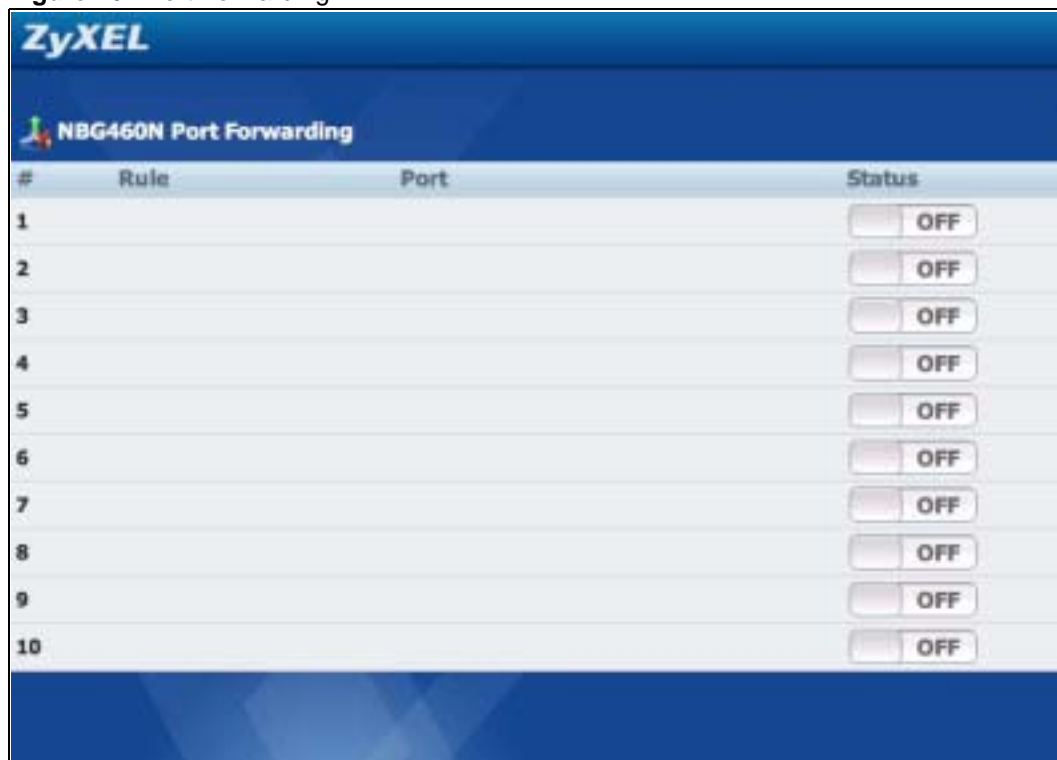 ZyXEL
NBG460N Port Forwarding
# Rule Port Status
1 OFF
2 OFF
3 OFF
4 OFF
5 OFF
6 OFF
7 OFF
8 OFF
9 OFF
10 OFF